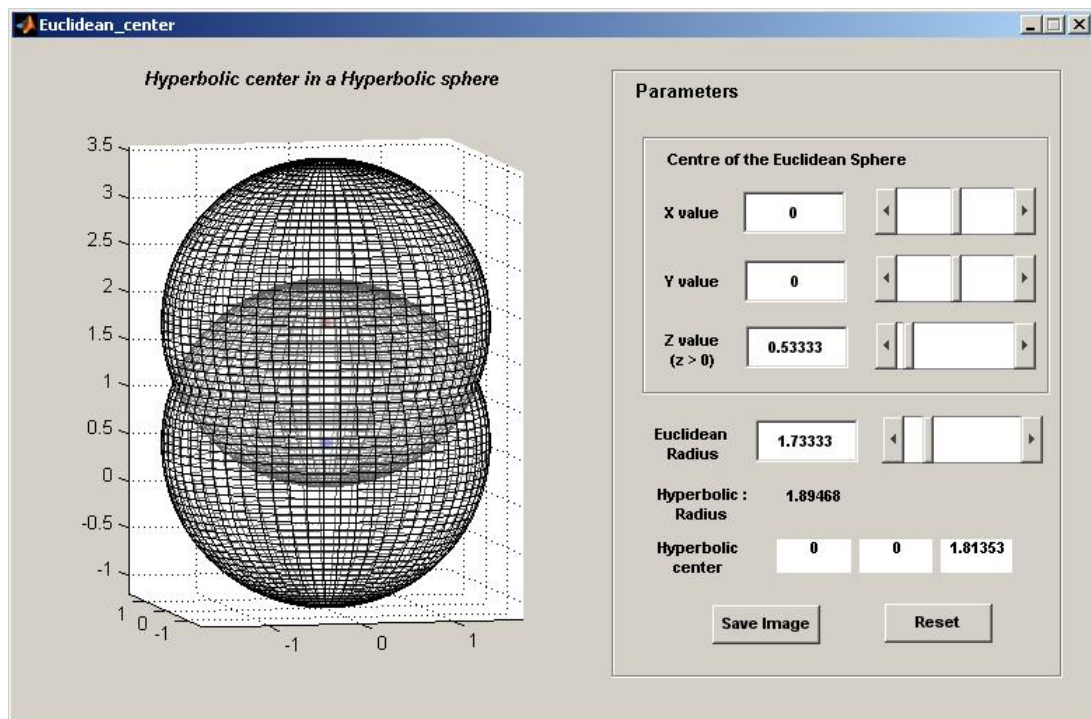 Euclidean_center
Hyperbolic center in a Hyperbolic sphere
3.5
3
2.5
2
1.5
1
0.5
0
-0.5
-1
1
0
-1
-1
0
1
Parameters
Centre of the Euclidean Sphere
X value
0
Y value
0
Z value
(z > 0)
0.53333
Euclidean
Radius
1.73333
Hyperbolic :
Radius
1.89468
Hyperbolic
center
0
0
1.81353
Save Image
Reset